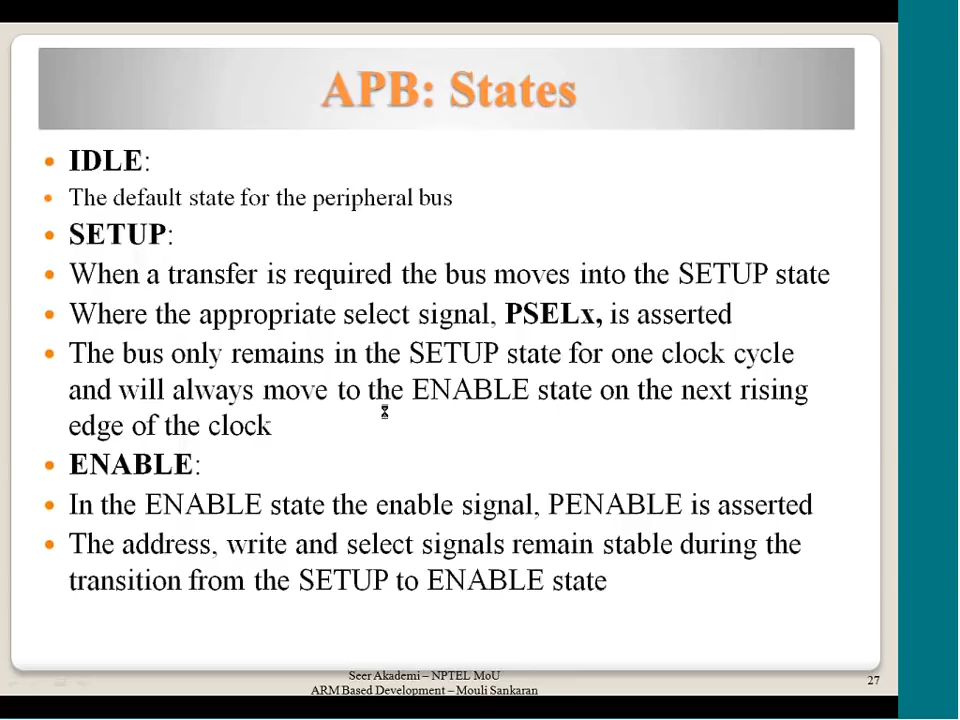 APB: States
IDLE:
The default state for the peripheral bus
SETUP:
When a transfer is required the bus moves into the SETUP state
Where the appropriate select signal, PSELx, is asserted
The bus only remains in the SETUP state for one clock cycle
and will always move to the ENABLE state on the next rising
edge of the clock
ENABLE:
In the ENABLE state the enable signal, PENABLE is asserted
The address, write and select signals remain stable during the
transition from the SETUP to ENABLE state
Seer Akademi – NPTEL MoU
ARM Based Development – Mouli Sankaran
27